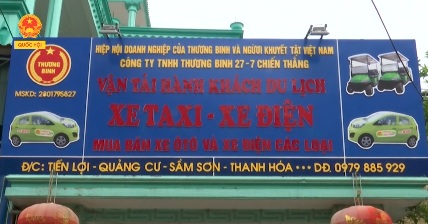 QUỐC HỘI
HIỆP HỘI DOANH NGHIỆP CỦA THƯƠNG BINH VÀ NGƯỜI KHUYẾT TẬT VIỆT NAM
CÔNG TY TNHH THƯƠNG BINH 27-7 CHIẾN THẮNG
THƯƠNG BINH
MSKD: 2801795827
VẬN TẢI HÀNH KHÁCH DU LỊCH
XE TAXI - XE ĐIỆN
MUA BÁN XE ÔTÔ VÀ XE ĐIỆN CÁC LOẠI
Đ/C: TIẾN LỢI - QUẢNG CƯ - SẦM SƠN - THANH HÓA ••• DĐ. 0979 885 929